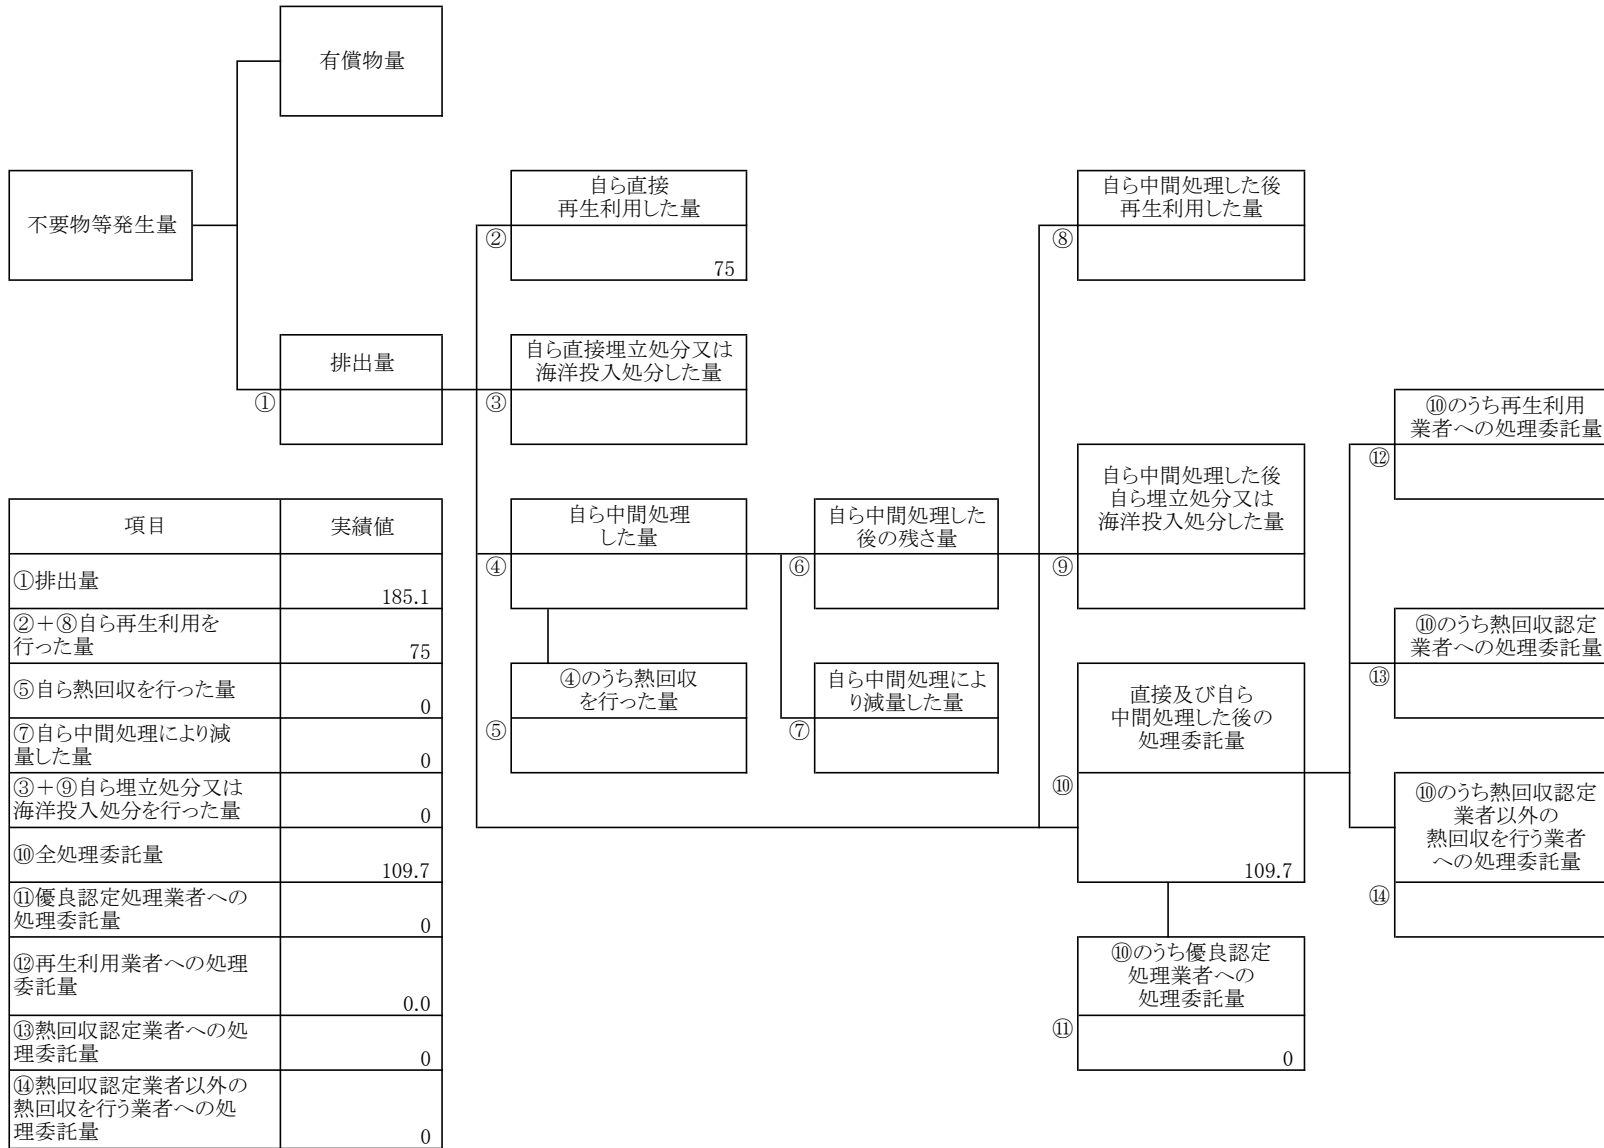 有償物量
不要物等発生量
自ら直接
再生利用した量
②
75
自ら中間処理した後
再生利用した量
⑧
排出量
①
自ら直接埋立処分又は
海洋投入処分した量
③
⑩のうち再生利用
業者への処理委託量
⑫
自ら中間処理
した量
④
自ら中間処理した
後の残さ量
⑥
自ら中間処理した後
自ら埋立処分又は
海洋投入処分した量
⑨
⑩のうち熱回収認定
業者への処理委託量
⑬
④のうち熱回収
を行った量
⑤
自ら中間処理によ
り減量した量
⑦
直接及び自ら
中間処理した後の
処理委託量
⑩
109.7
⑩のうち熱回収認定
業者以外の
熱回収を行う業者
への処理委託量
⑭
⑩のうち優良認定
処理業者への
処理委託量
⑪
0
項目 実績値
①排出量 185.1
②+⑧自ら再生利用を
行った量 75
⑤自ら熱回収を行った量 0
⑦自ら中間処理により減
量した量 0
③+⑨自ら埋立処分又は
海洋投入処分を行った量 0
⑩全処理委託量 109.7
⑪優良認定処理業者への
処理委託量 0
⑫再生利用業者への処理
委託量 0.0
⑬熱回収認定業者への処
理委託量 0
⑭熱回収認定業者以外の
熱回収を行う業者への処
理委託量 0